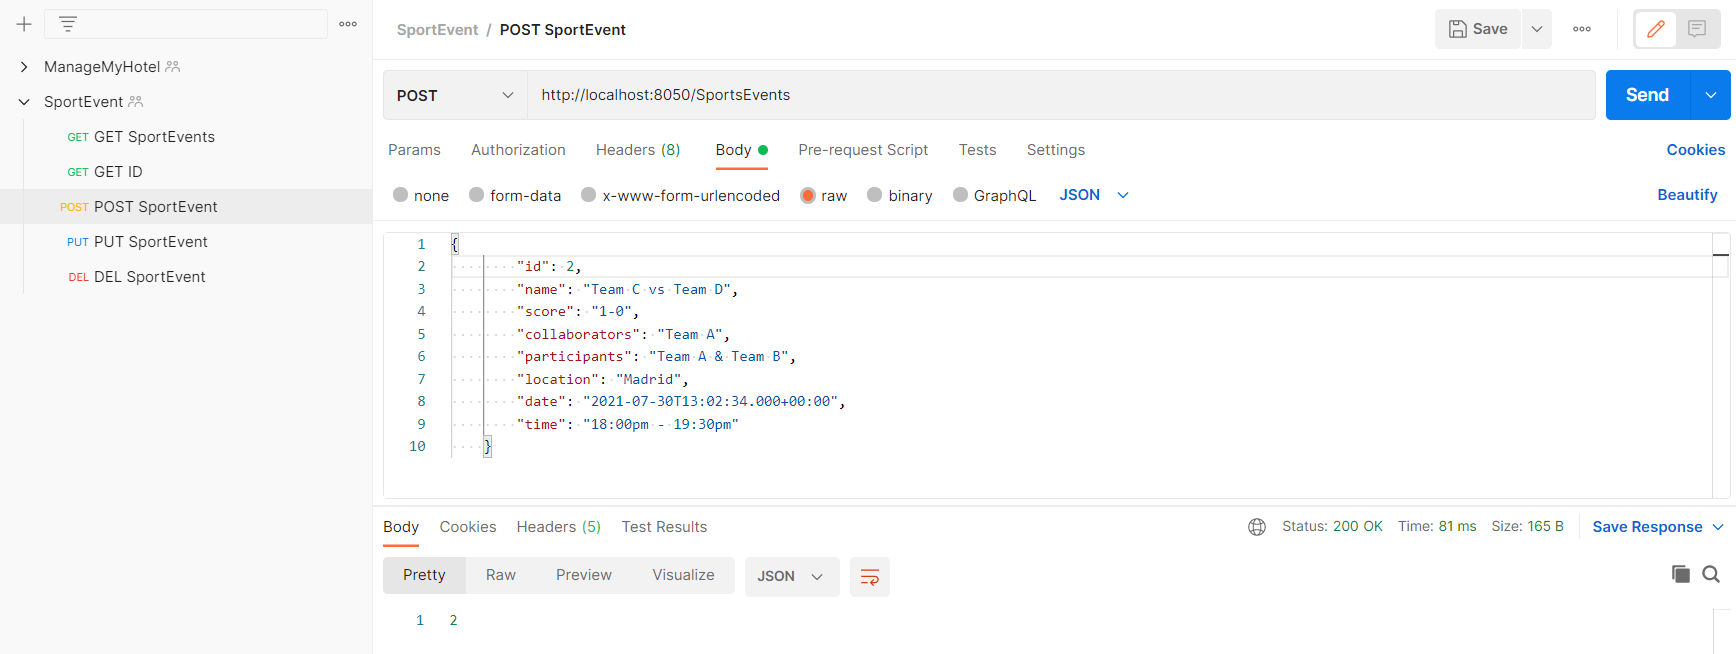 ManageMyHotel
SportEvent
GET GET SportEvents
GET GET ID
POST POST SportEvent
PUT PUT SportEvent
DEL DEL SportEvent
SportEvent / POST SportEvent
Save
POST http://localhost:8050/SportsEvents Send
Params Authorization Headers (8) Body Pre-request Script Tests Settings Cookies
none form-data x-www-form-urlencoded raw binary GraphQL JSON Beautify
1 {
2 "id": 2,
3 "name": "Team C vs Team D",
4 "score": "1-0",
5 "collaborators": "Team A",
6 "participants": "Team A & Team B",
7 "location": "Madrid",
8 "date": "2021-07-30T13:02:34.000+00:00",
9 "time": "18:00pm - 19:30pm"
10 }
Body Cookies Headers (5) Test Results Status: 200 OK Time: 81 ms Size: 165 B Save Response
Pretty Raw Preview Visualize JSON
1 2